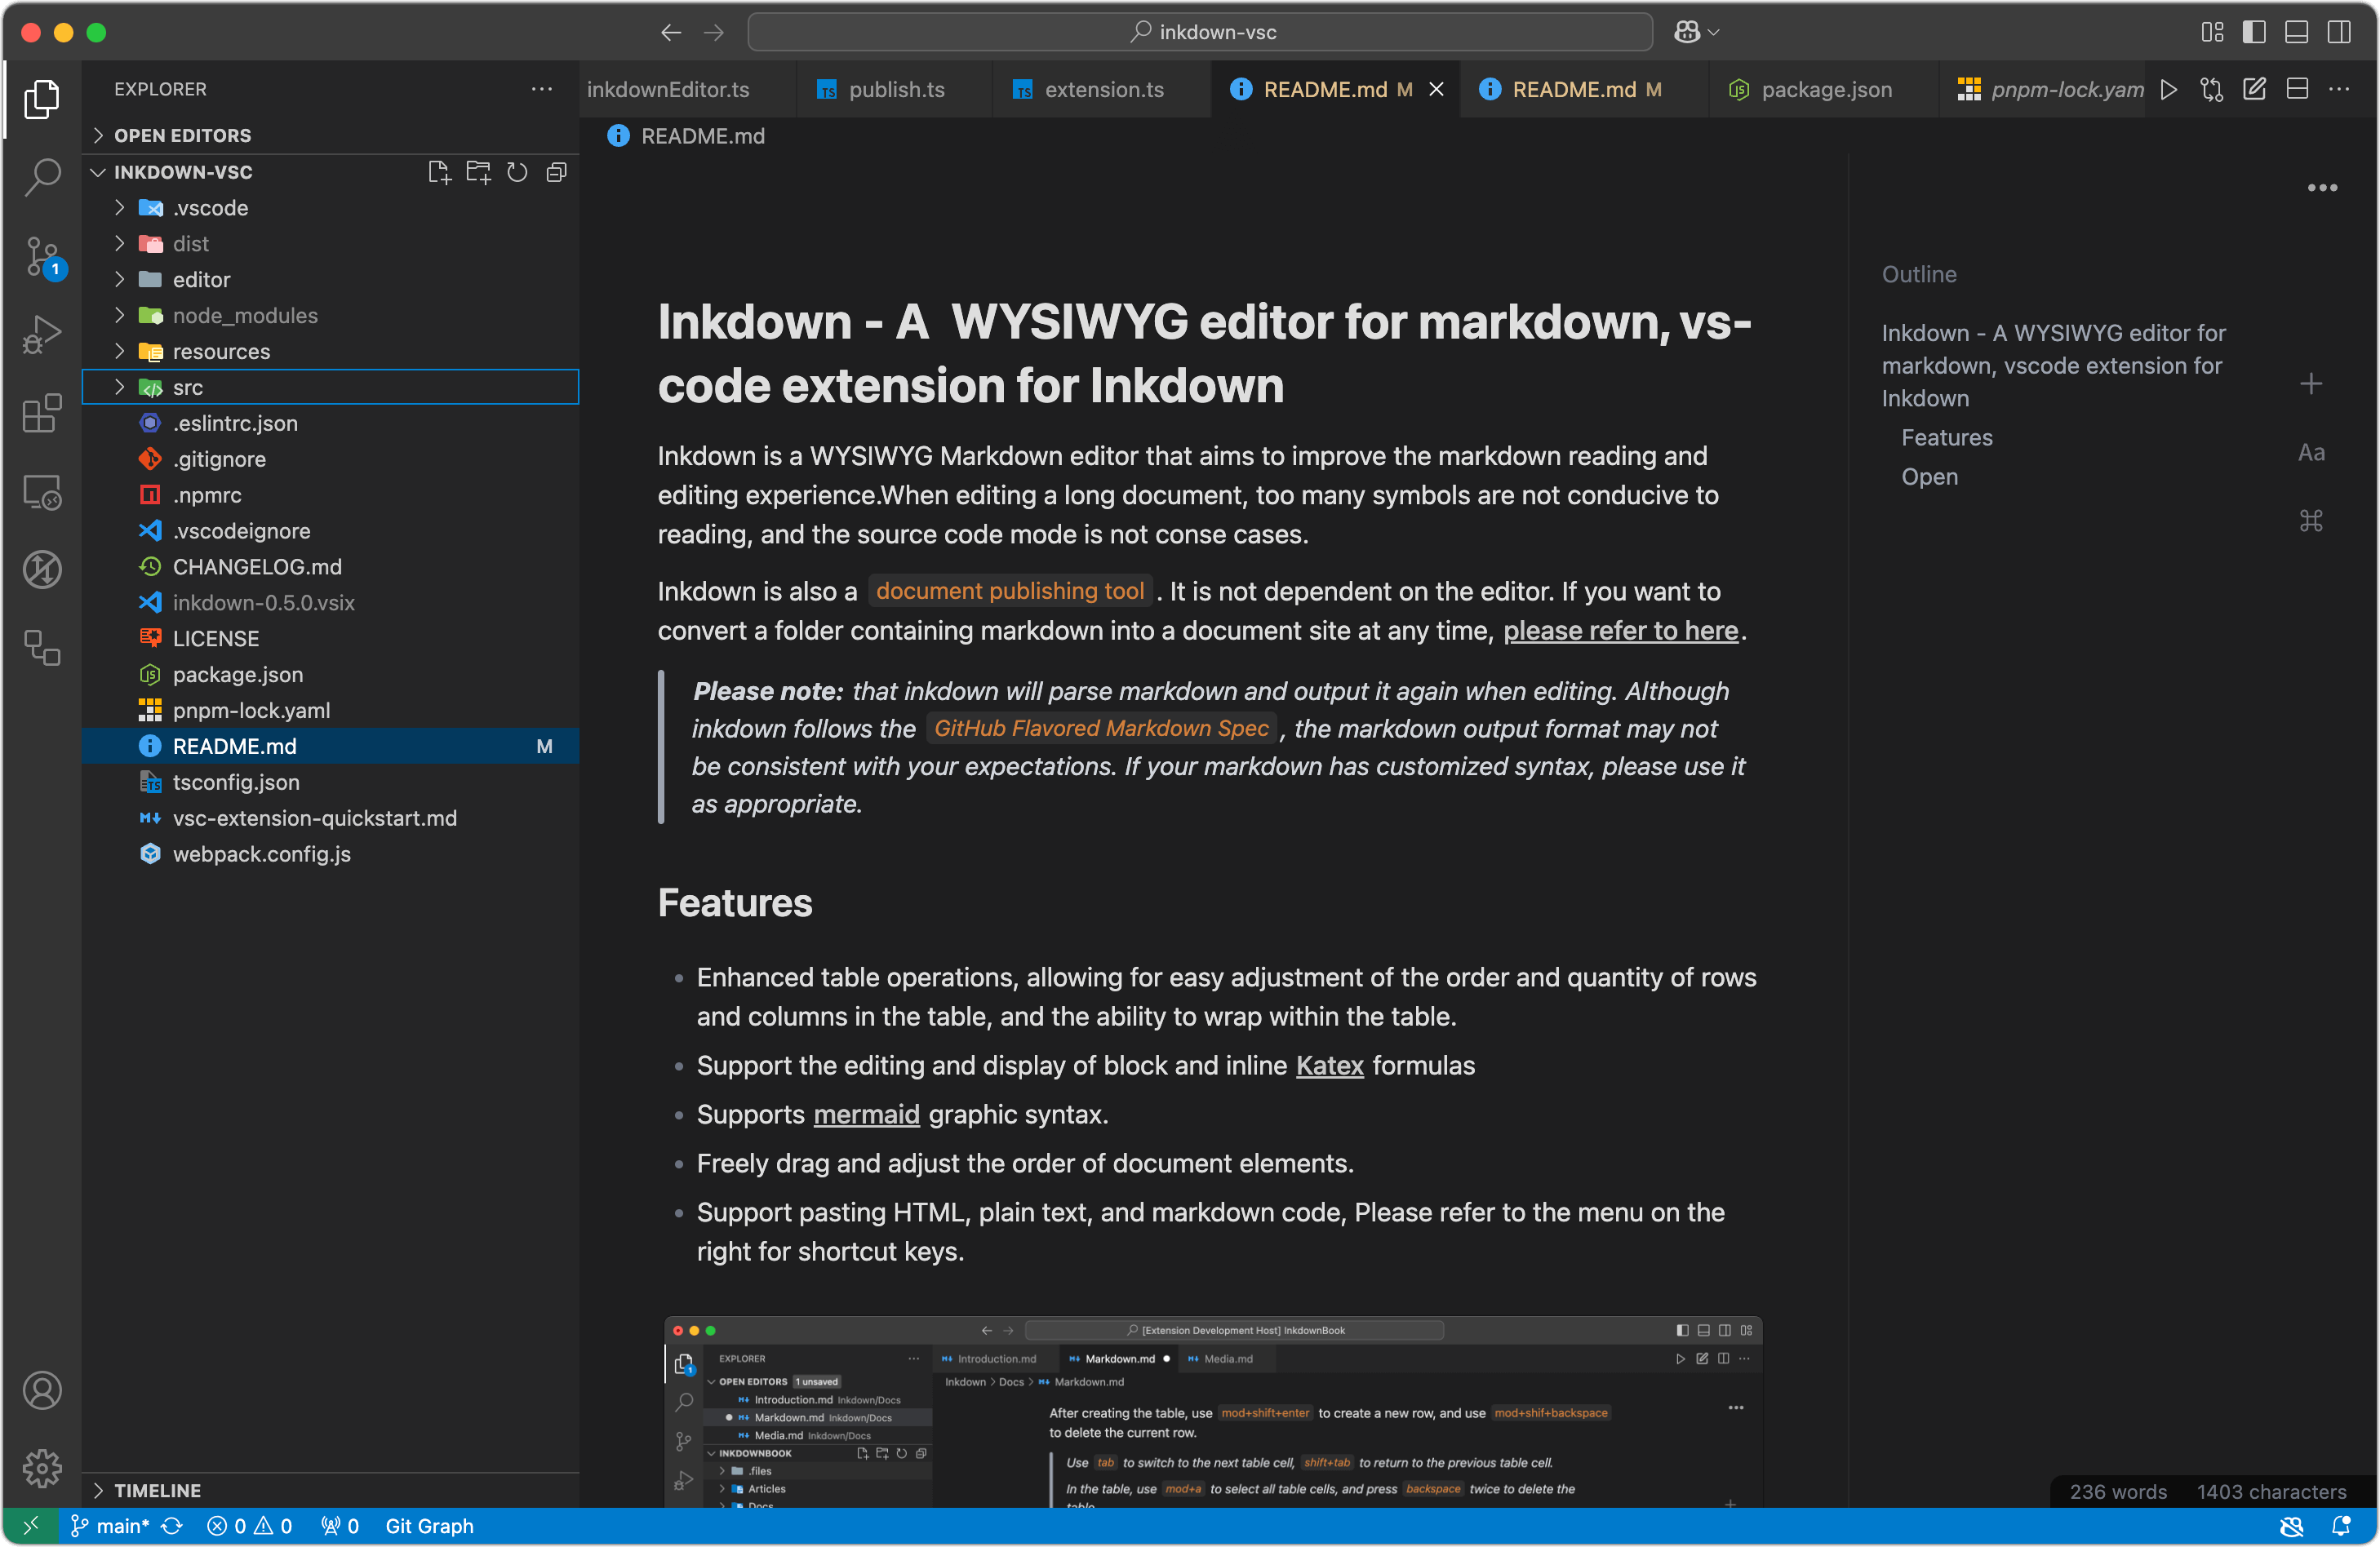 inkdown-vsc
EXPLORER
inkdownEditor.ts
publish.ts
extension.ts
README.md M
README.md M
package.json
pnpm-lock.yam
OPEN EDITORS
README.md
INKDOWN-VSC
.vscode
dist
editor
node_modules
resources
src
.eslintrc.json
.gitignore
.npmrc
.vscodeignore
CHANGELOG.md
inkdown-0.5.0.vsix
LICENSE
package.json
pnpm-lock.yaml
README.md M
tsconfig.json
vsc-extension-quickstart.md
webpack.config.js
TIMELINE
Inkdown - A  WYSIWYG editor for markdown, vs-
code extension for Inkdown
Inkdown is a WYSIWYG Markdown editor that aims to improve the markdown reading and
editing experience.When editing a long document, too many symbols are not conducive to
reading, and the source code mode is not conse cases.
Inkdown is also a document publishing tool . It is not dependent on the editor. If you want to
convert a folder containing markdown into a document site at any time, please refer to here.
Please note: that inkdown will parse markdown and output it again when editing. Although
inkdown follows the GitHub Flavored Markdown Spec , the markdown output format may not
be consistent with your expectations. If your markdown has customized syntax, please use it
as appropriate.
Features
Enhanced table operations, allowing for easy adjustment of the order and quantity of rows
and columns in the table, and the ability to wrap within the table.
Support the editing and display of block and inline Katex formulas
Supports mermaid graphic syntax.
Freely drag and adjust the order of document elements.
Support pasting HTML, plain text, and markdown code, Please refer to the menu on the
right for shortcut keys.
[Extension Development Host] InkdownBook
EXPLORER
Introduction.md
Markdown.md
Media.md
OPEN EDITORS 1 unsaved
Introduction.md Inkdown/Docs
Markdown.md Inkdown/Docs
Media.md Inkdown/Docs
INKDOWNBOOK
.files
Articles
Docs
Inkdown > Docs > Markdown.md
After creating the table, use mod+shift+enter to create a new row, and use mod+shif+backspace
to delete the current row.
Use tab to switch to the next table cell, shift+tab to return to the previous table cell.
In the table, use mod+a to select all table cells, and press backspace twice to delete the
table.
Outline
Inkdown - A WYSIWYG editor for
markdown, vscode extension for
Inkdown
Features
Open
Aa
236 words 1403 characters
1
main* 0 0 0 Git Graph